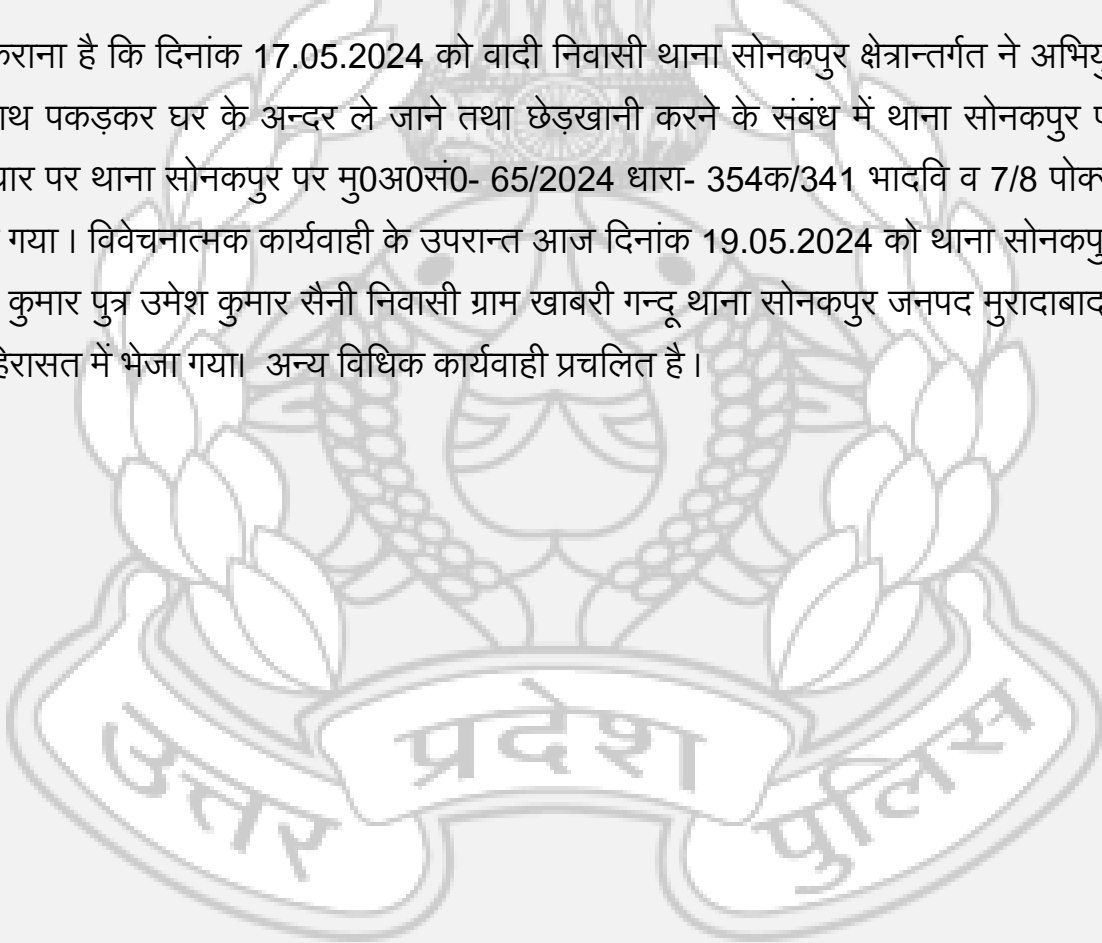 कराना है कि दिनांक 17.05.2024 को वादी निवासी थाना सोनकपुर क्षेत्रान्तर्गत ने अभियु
ाथ पकड़कर घर के अन्दर ले जाने तथा छेड़खानी करने के संबंध में थाना सोनकपुर प
ार पर थाना सोनकपुर पर मु0अ0सं0- 65/2024 धारा- 354क/341 भादवि व 7/8 पोक्स
गया । विवेचनात्मक कार्यवाही के उपरान्त आज दिनांक 19.05.2024 को थाना सोनकपु
कुमार पुत्र उमेश कुमार सैनी निवासी ग्राम खाबरी गन्दू थाना सोनकपुर जनपद मुरादाबाद
हिरासत में भेजा गया। अन्य विधिक कार्यवाही प्रचलित है ।
उत्तर प्रदेश पुलिस